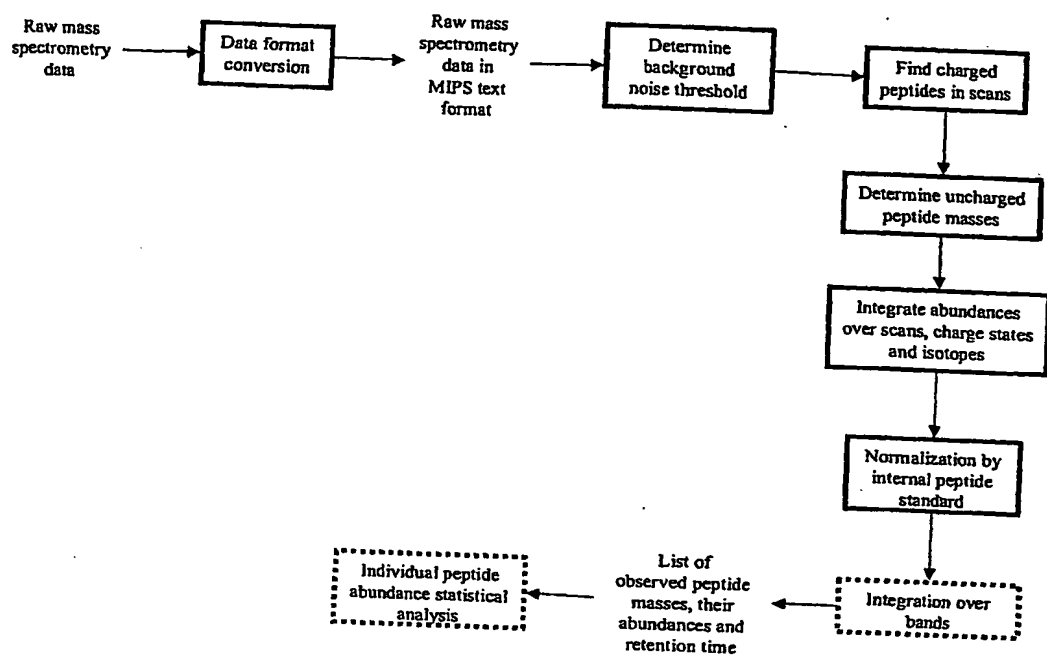 Raw mass
spectrometry
data
Data format
conversion
Raw mass
spectrometry
data in
MIPS text
format
Determine
background
noise threshold
Find charged
peptides in scans
Determine uncharged
peptide masses
Integrate abundances
over scans, charge states
and isotopes
Normalization by
internal peptide
standard
Integration over
bands
List of
observed peptide
masses, their
abundances and
retention time
Individual peptide
abundance statistical
analysis